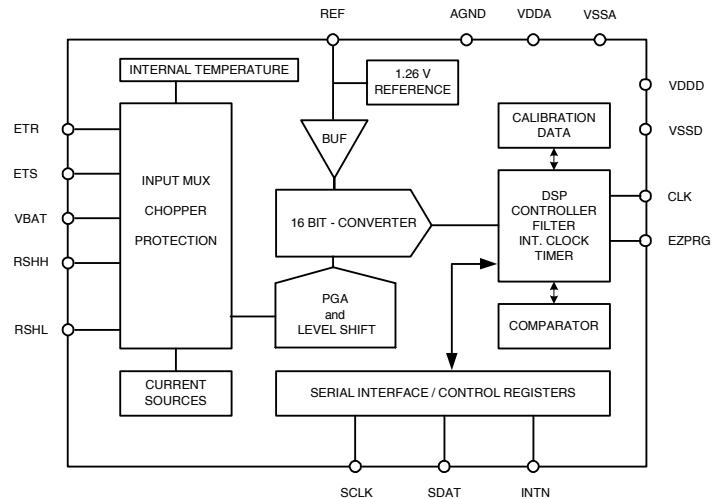 REF
AGND
VDDA
VSSA
INTERNAL TEMPERATURE
1.26 V
REFERENCE
VDDD
ETR
BUF
CALIBRATION
DATA
VSSD
ETS
INPUT MUX
CHOPPER
PROTECTION
16 BIT - CONVERTER
DSP
CONTROLLER
FILTER
INT. CLOCK
TIMER
CLK
VBAT
EZPRG
RSHH
PGA
and
LEVEL SHIFT
RSHL
COMPARATOR
CURRENT
SOURCES
SERIAL INTERFACE / CONTROL REGISTERS
SCLK
SDAT
INTN